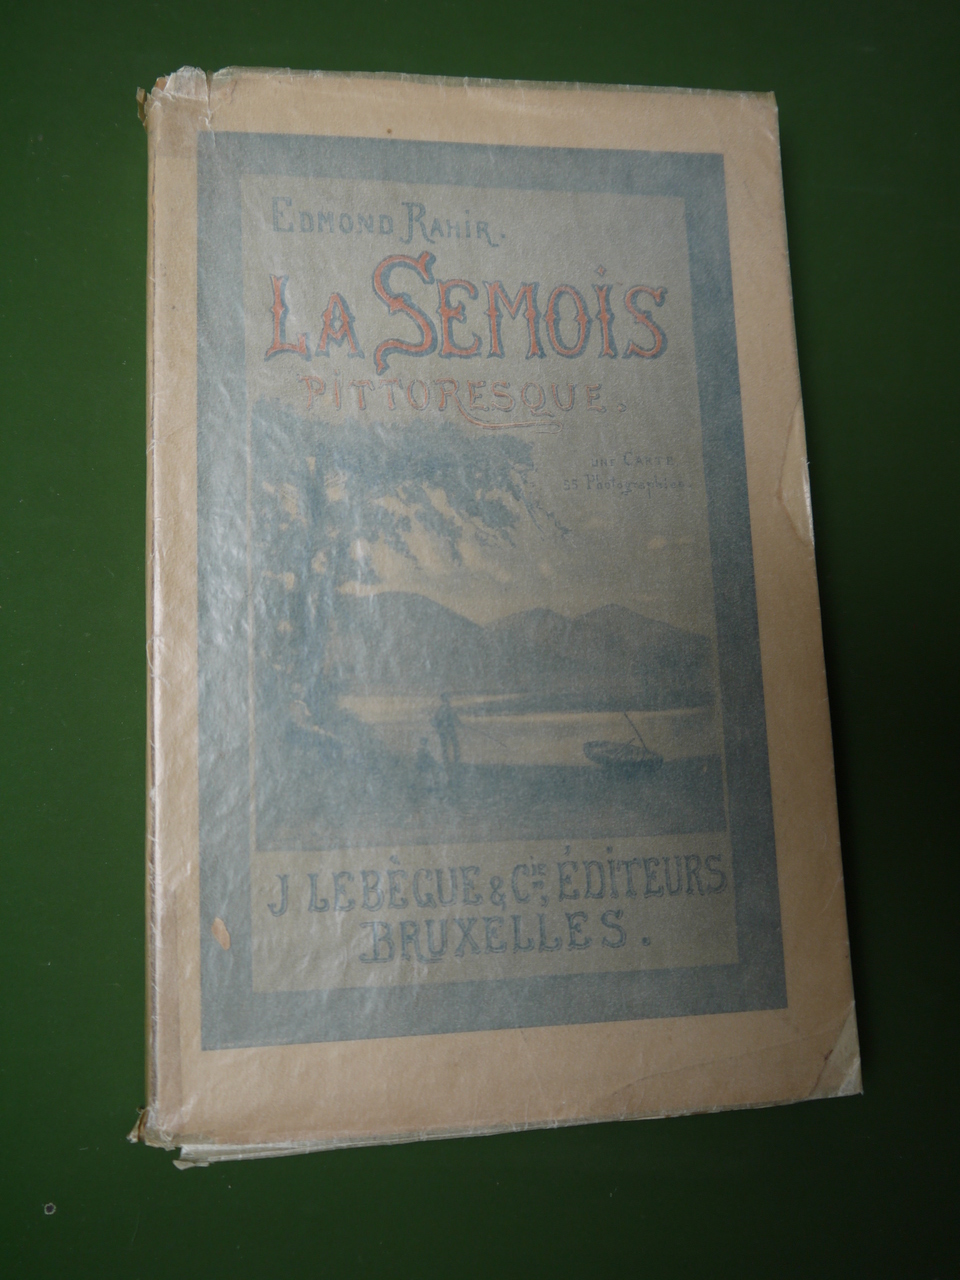 EDMOND RAHIR.
LA SEMOIS
PITTORESQUE.
UNE CARTE
55 Photographies.
J LEBÈGUE & Cie, ÉDITEURS
BRUXELLES.